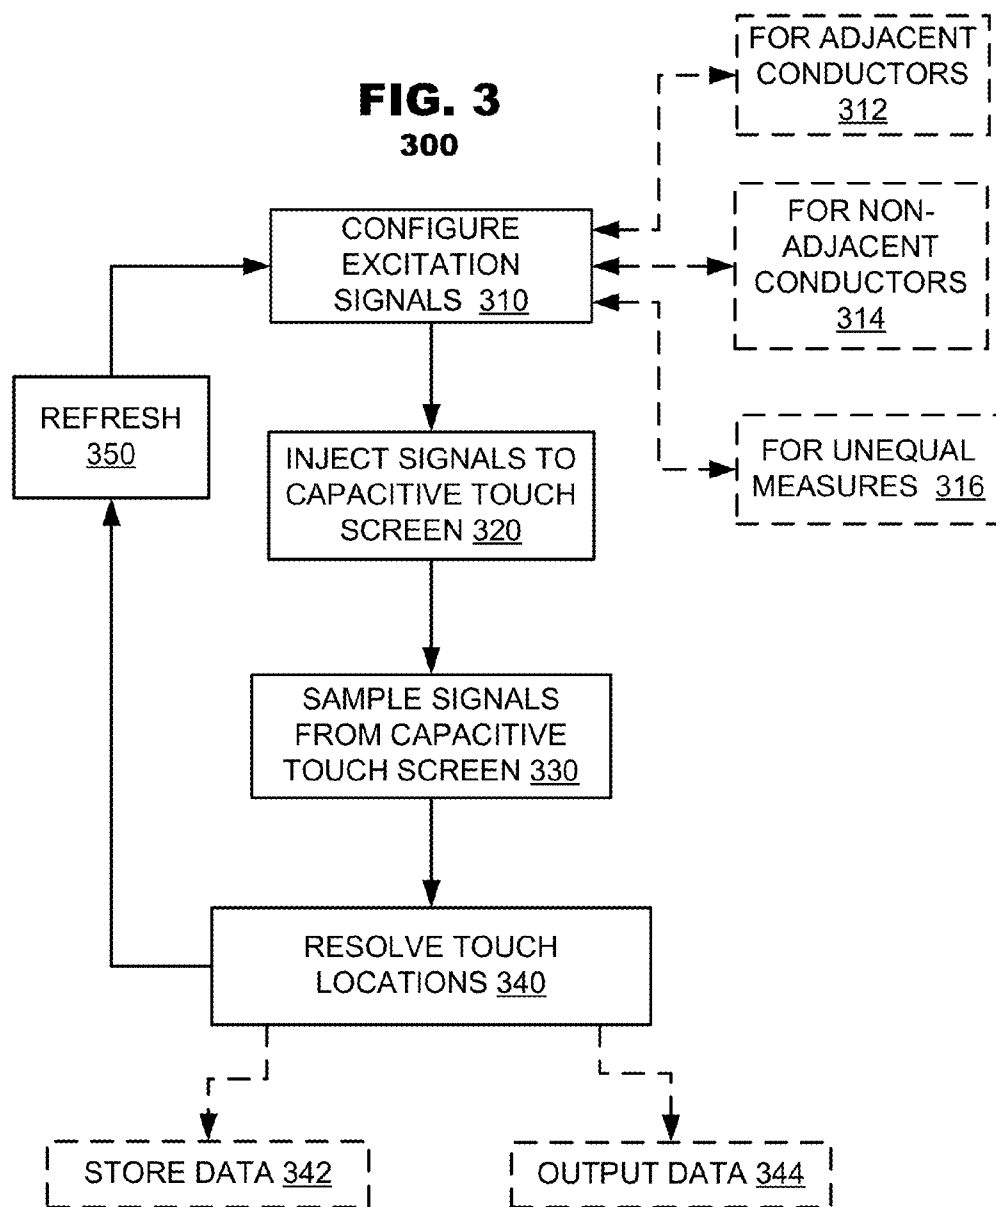 FIG. 3
300
FOR ADJACENT
CONDUCTORS
312
CONFIGURE
EXCITATION
SIGNALS 310
FOR NON-
ADJACENT
CONDUCTORS
314
REFRESH
350
INJECT SIGNALS TO
CAPACITIVE TOUCH
SCREEN 320
FOR UNEQUAL
MEASURES 316
SAMPLE SIGNALS
FROM CAPACITIVE
TOUCH SCREEN 330
RESOLVE TOUCH
LOCATIONS 340
STORE DATA 342
OUTPUT DATA 344